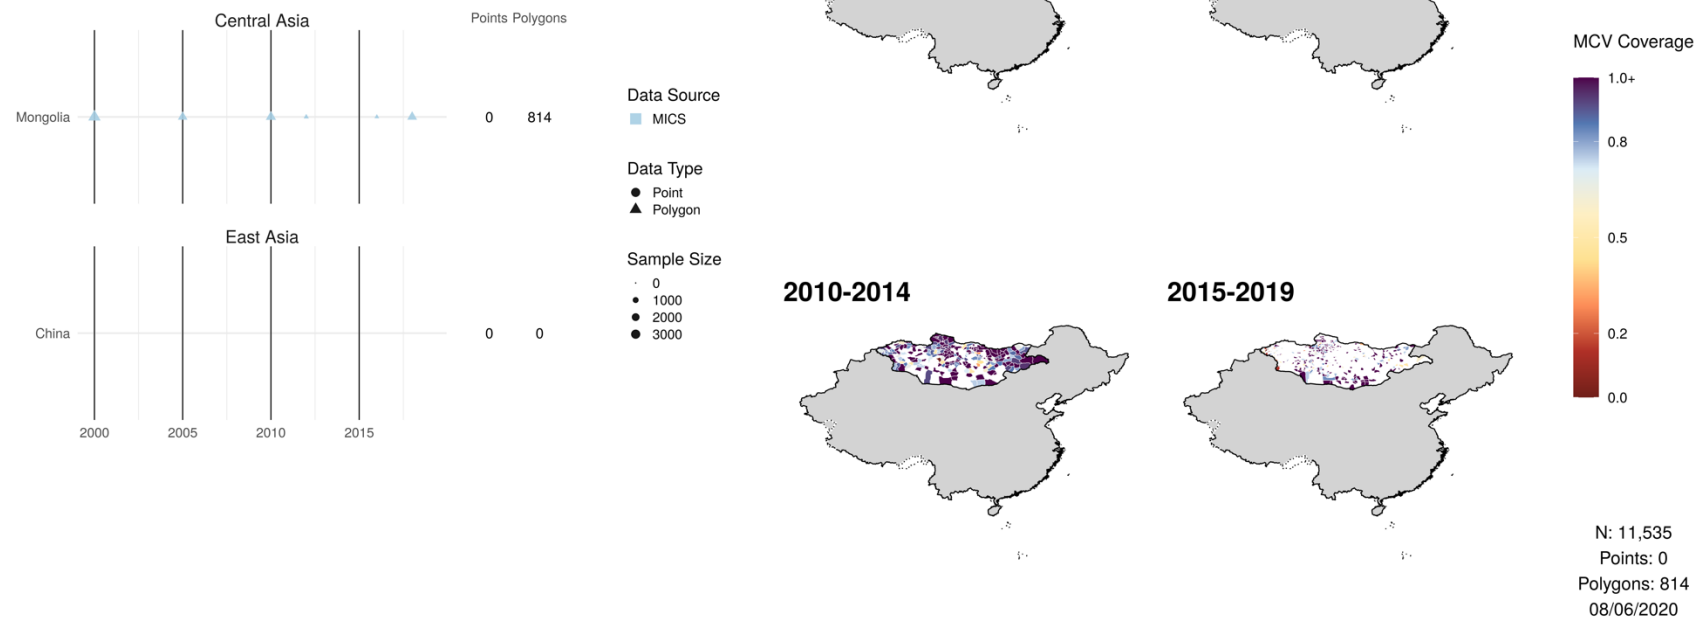 Central Asia
Points Polygons
Mongolia
0 814
East Asia
China
0 0
2000 2005 2010 2015
Data Source
MICS
Data Type
Point
Polygon
Sample Size
0
1000
2000
3000
2010-2014
2015-2019
MCV Coverage
1.0+
0.8
0.5
0.2
0.0
N: 11,535
Points: 0
Polygons: 814
08/06/2020